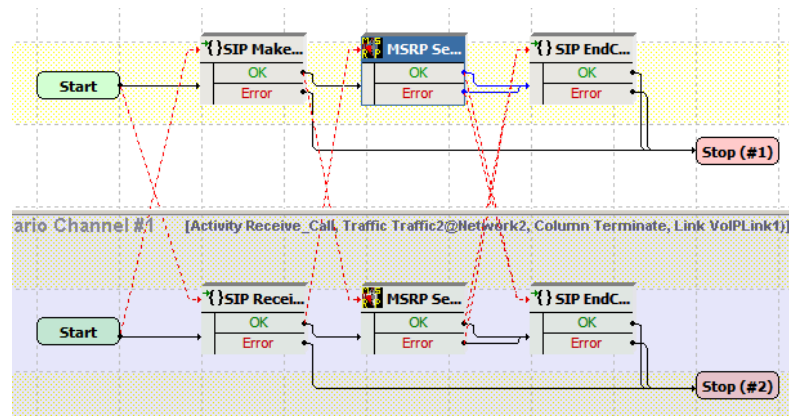 SIP Make... MSRP Se... SIP EndC...
OK OK OK
Start Error Error Error
Stop (#1)
ario Channel #1 [Activity Receive_Call, Traffic Traffic2@Network2, Column Terminate, Link VoIPLink1)]
SIP Recei... MSRP Se... SIP EndC...
OK OK OK
Start Error Error Error
Stop (#2)